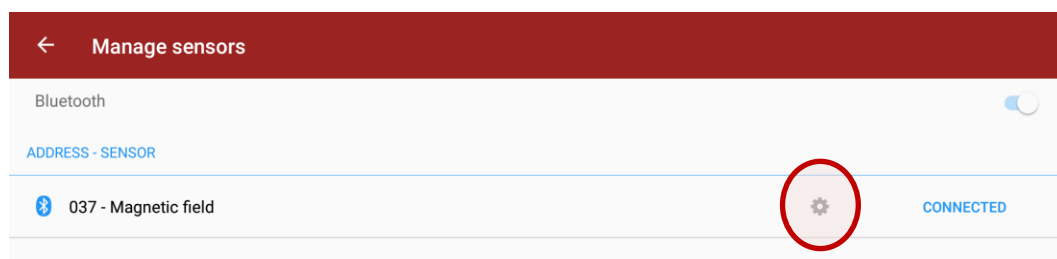 Manage sensors
Bluetooth
ADDRESS - SENSOR
037 - Magnetic field CONNECTED